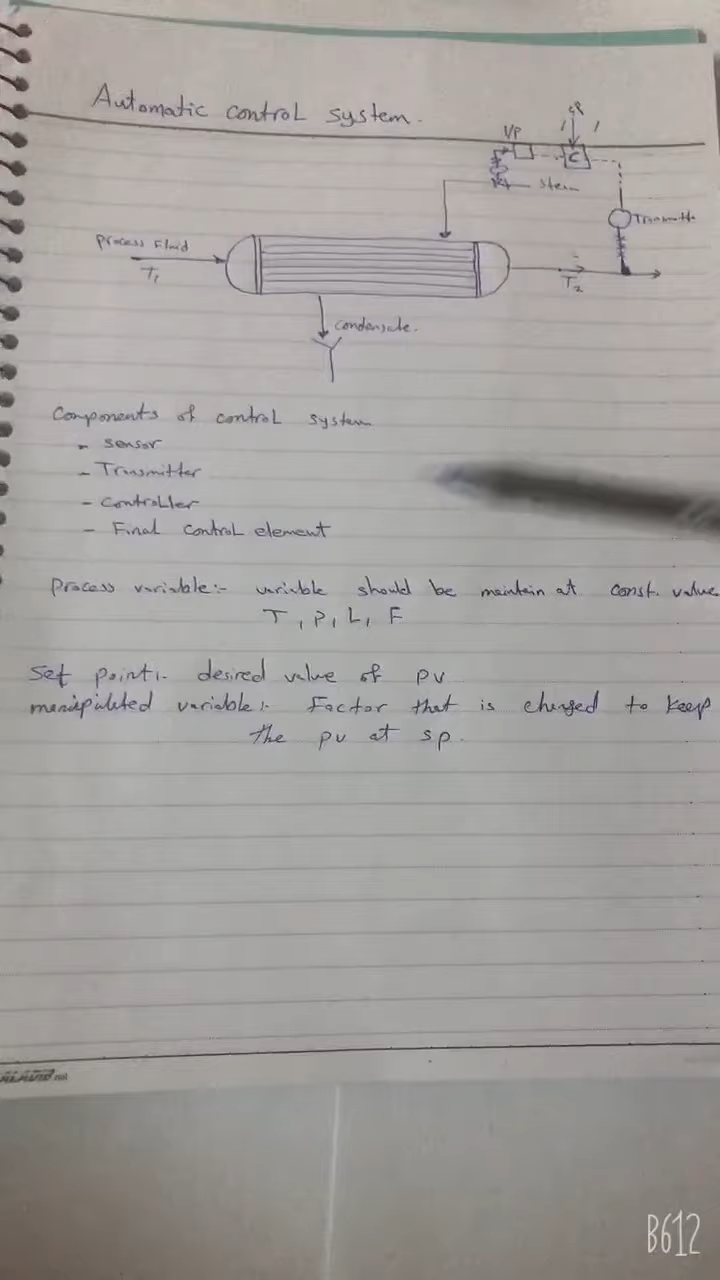 Automatic control system.
SP
I/P
C
steam
Transmitte
process Fluid
T1
T2
condensate.
Components of control system
- sensor
- Transmitter
- controller
- Final control element
Process variable:- variable should be maintain at const. value
T, P, L, F
Set point:- desired value of pv
manipulated variable:- Factor that is changed to keep
the pv at sp.
B612